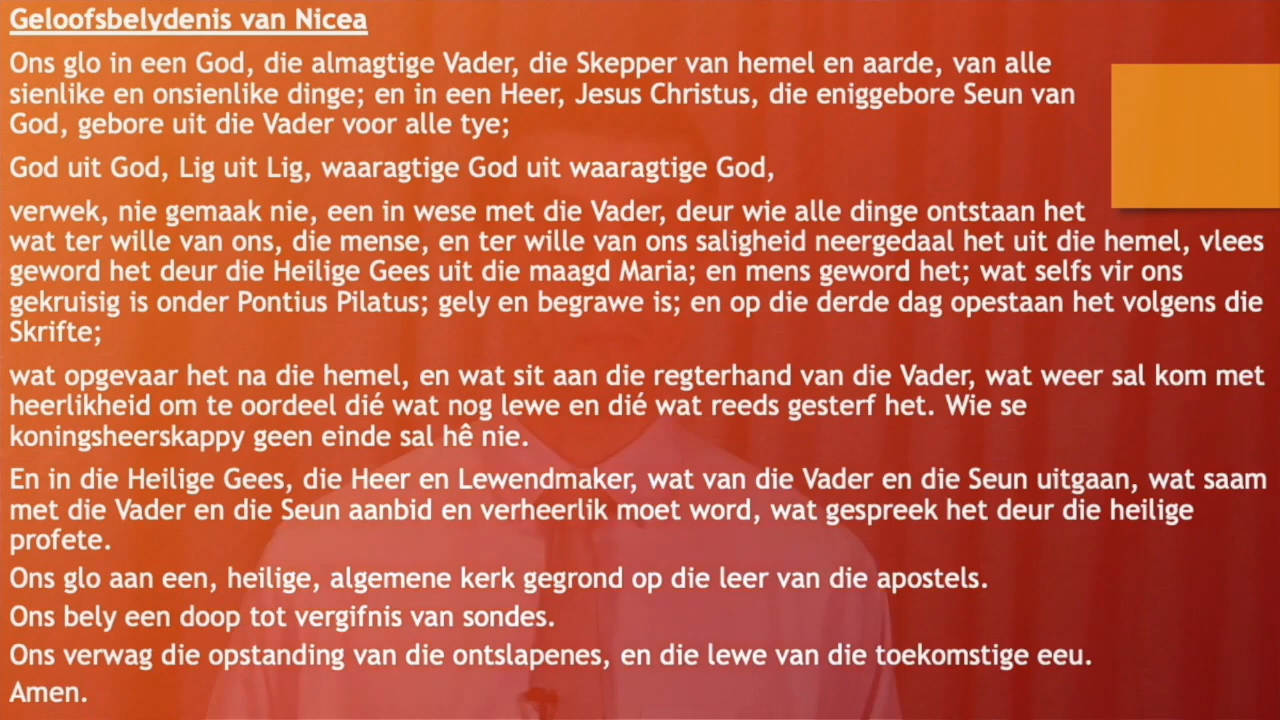 Geloofsbelydenis van Nicea
Ons glo in een God, die almagtige Vader, die Skepper van hemel en aarde, van alle
sienlike en onsienlike dinge; en in een Heer, Jesus Christus, die eniggebore Seun van
God, gebore uit die Vader voor alle tye;
God uit God, Lig uit Lig, waaragtige God uit waaragtige God,
verwek, nie gemaak nie, een in wese met die Vader, deur wie alle dinge ontstaan het
wat ter wille van ons, die mense, en ter wille van ons saligheid neergedaal het uit die hemel, vlees
geword het deur die Heilige Gees uit die maagd Maria; en mens geword het; wat selfs vir ons
gekruisig is onder Pontius Pilatus; gely en begrawe is; en op die derde dag opestaan het volgens die
Skrifte;
wat opgevaar het na die hemel, en wat sit aan die regterhand van die Vader, wat weer sal kom met
heerlikheid om te oordeel dié wat nog lewe en dié wat reeds gesterf het. Wie se
koningsheerskappy geen einde sal hê nie.
En in die Heilige Gees, die Heer en Lewendmaker, wat van die Vader en die Seun uitgaan, wat saam
met die Vader en die Seun aanbid en verheerlik moet word, wat gespreek het deur die heilige
profete.
Ons glo aan een, heilige, algemene kerk gegrond op die leer van die apostels.
Ons bely een doop tot vergifnis van sondes.
Ons verwag die opstanding van die ontslapenes, en die lewe van die toekomstige eeu.
Amen.